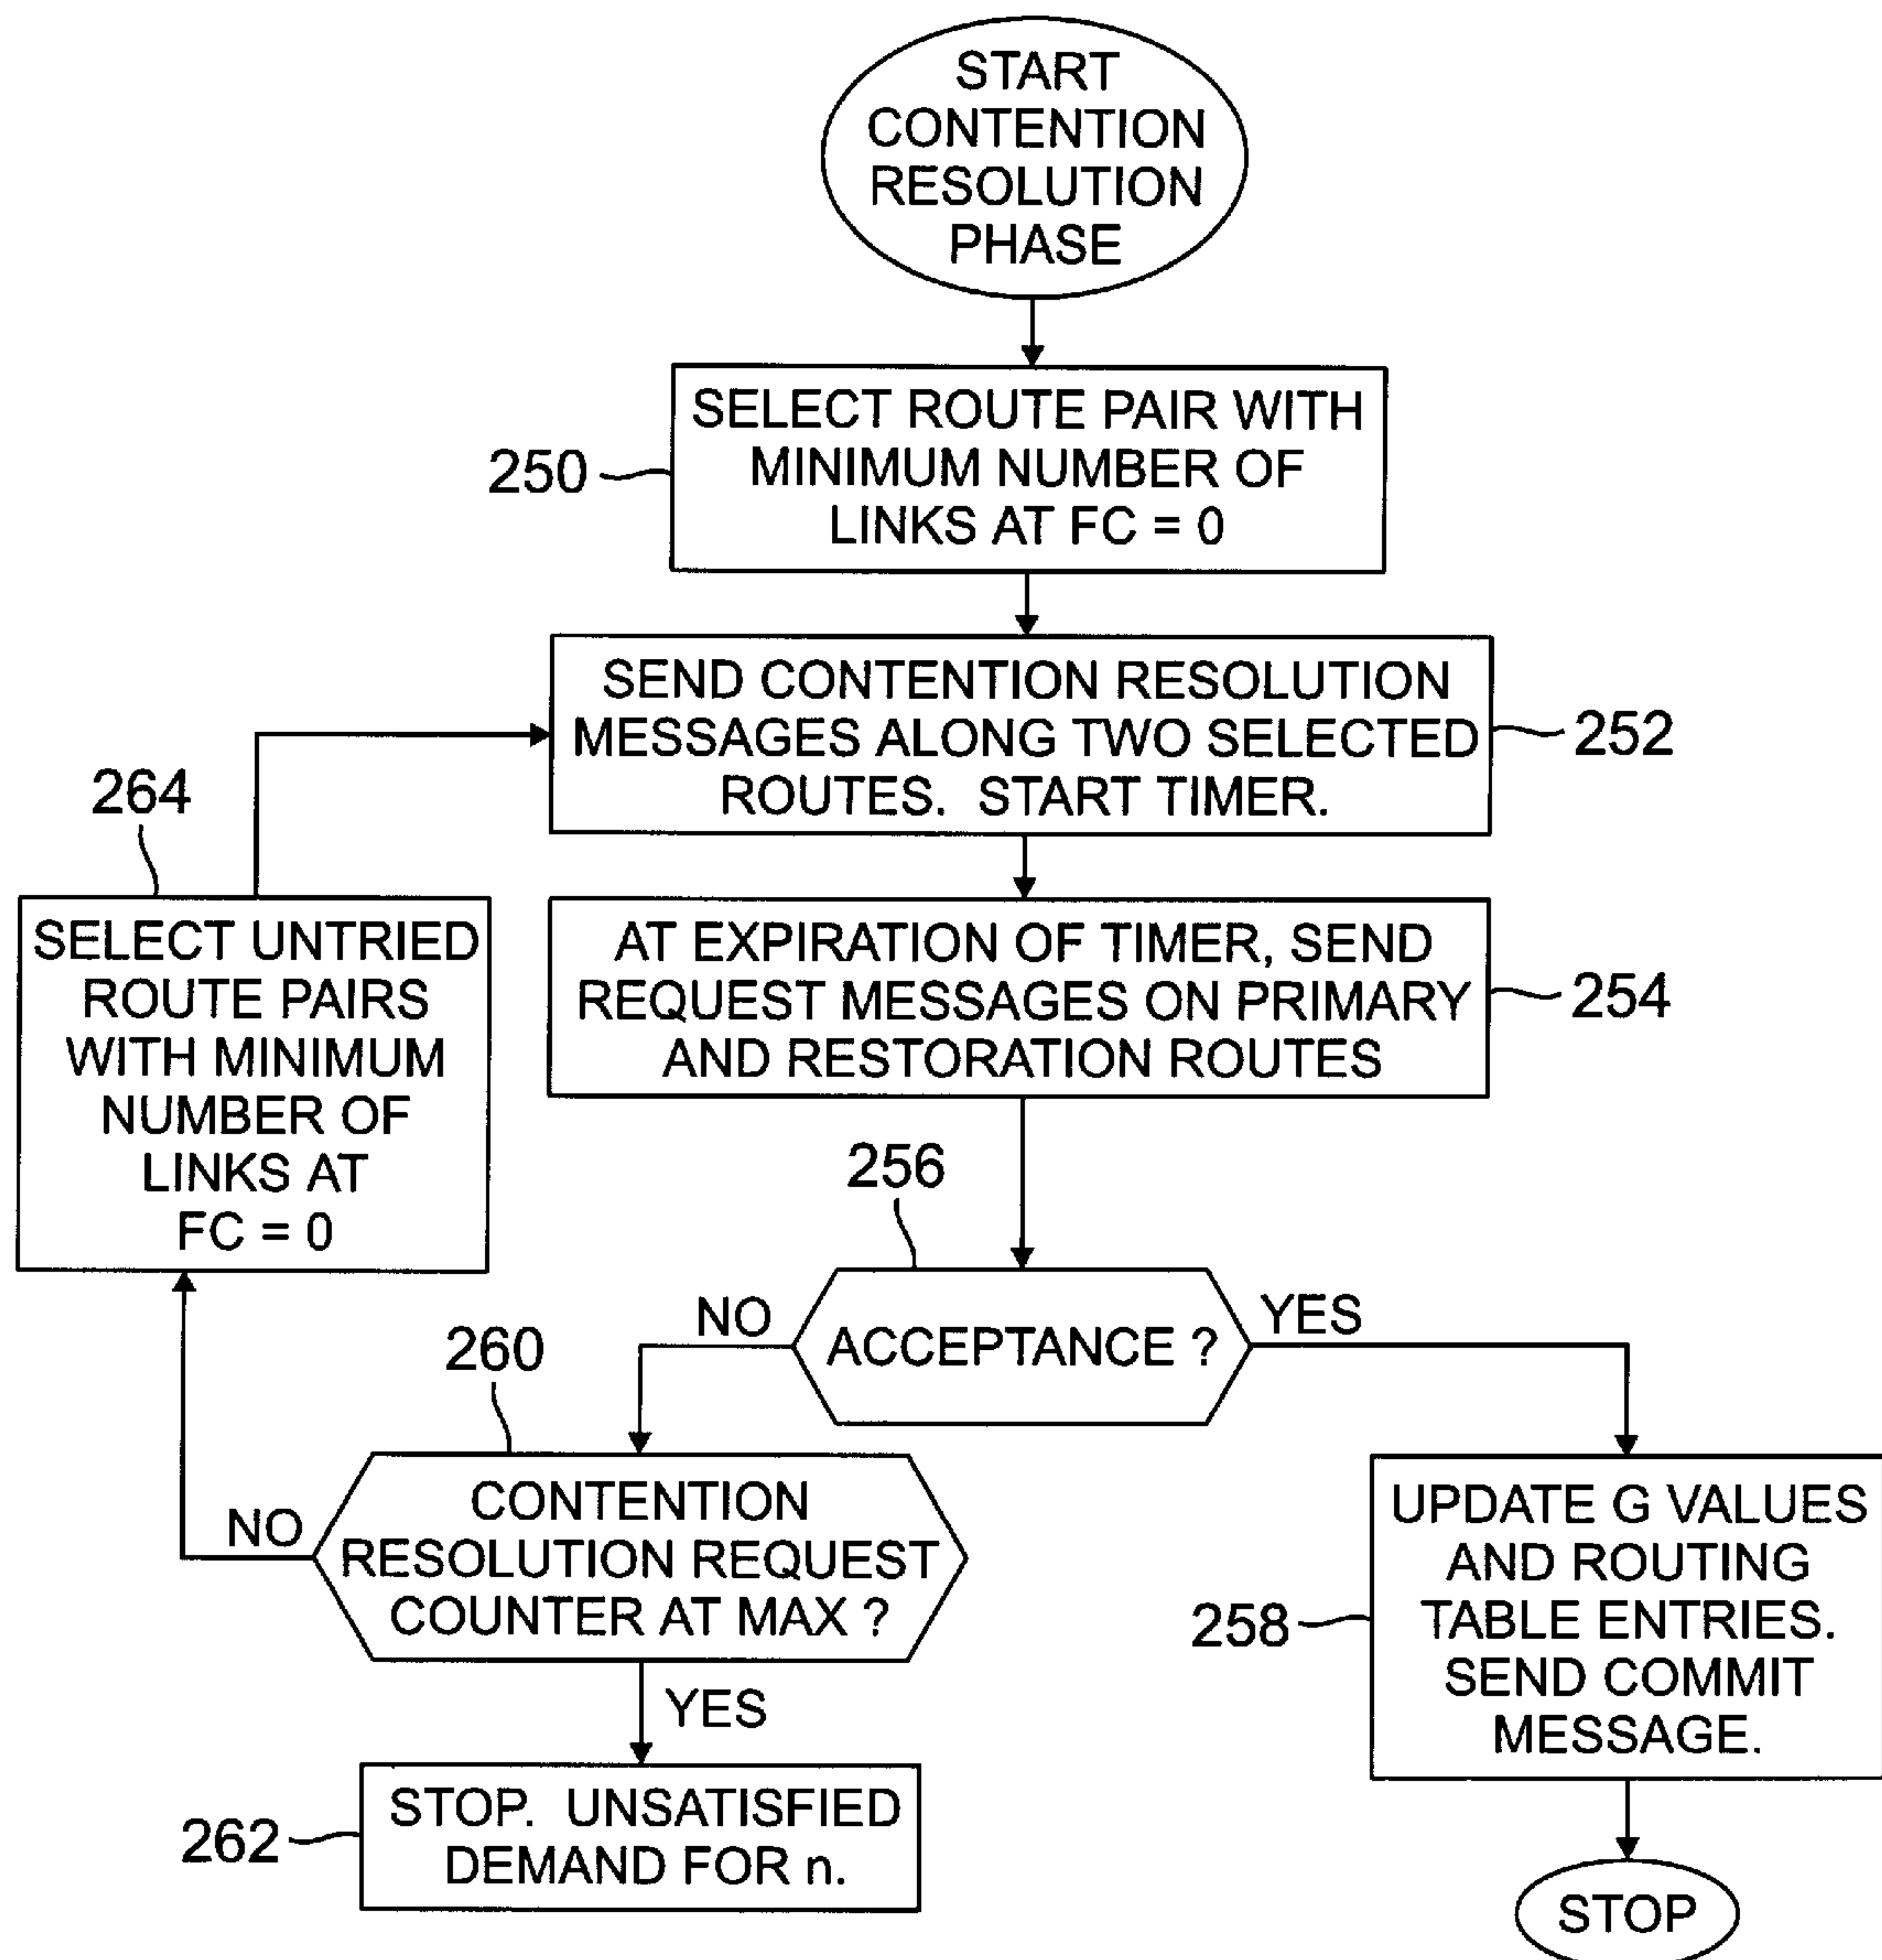 START
CONTENTION
RESOLUTION
PHASE
250
SELECT ROUTE PAIR WITH
MINIMUM NUMBER OF
LINKS AT FC = 0
SEND CONTENTION RESOLUTION
MESSAGES ALONG TWO SELECTED
ROUTES. START TIMER.
252
264
SELECT UNTRIED
ROUTE PAIRS
WITH MINIMUM
NUMBER OF
LINKS AT
FC = 0
AT EXPIRATION OF TIMER, SEND
REQUEST MESSAGES ON PRIMARY
AND RESTORATION ROUTES
254
256
ACCEPTANCE ?
NO
YES
260
CONTENTION
RESOLUTION REQUEST
COUNTER AT MAX ?
NO
YES
262
STOP. UNSATISFIED
DEMAND FOR n.
258
UPDATE G VALUES
AND ROUTING
TABLE ENTRIES.
SEND COMMIT
MESSAGE.
STOP